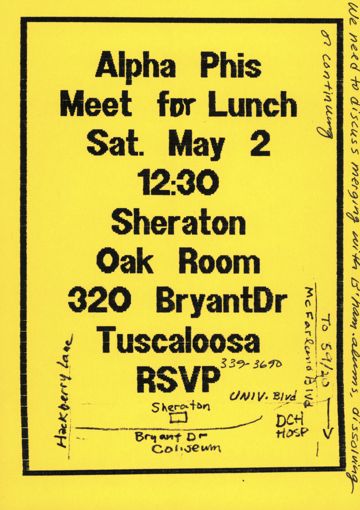 Alpha Phis
Meet for Lunch
Sat. May 2
12:30
Sheraton
Oak Room
320 BryantDr
Tuscaloosa
RSVP 339-3690
We need to discuss merging with B'ham. alums, dissolving
or continuing
Hackberry Lane
Sheraton
Bryant Dr
Coliseum
UNIV. Blvd
McFarland Blvd
To 59/20
DCH
HOSP